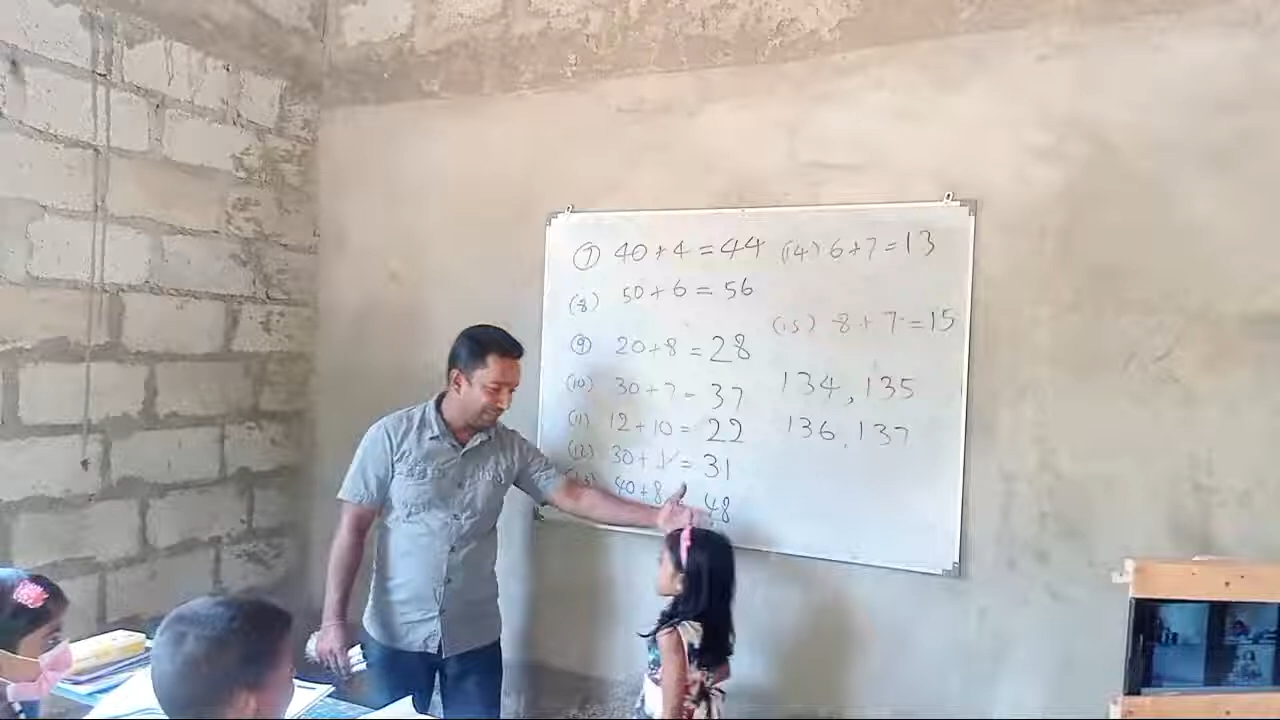 (7) 40 + 4 = 44
(8) 50 + 6 = 56
(9) 20 + 8 = 28
(10) 30 + 7 = 37
(11) 12 + 10 = 22
(12) 30 + 1 = 31
(13) 40 + 8 = 48
(14) 6 + 7 = 13
(15) 8 + 7 = 15
134, 135
136, 137